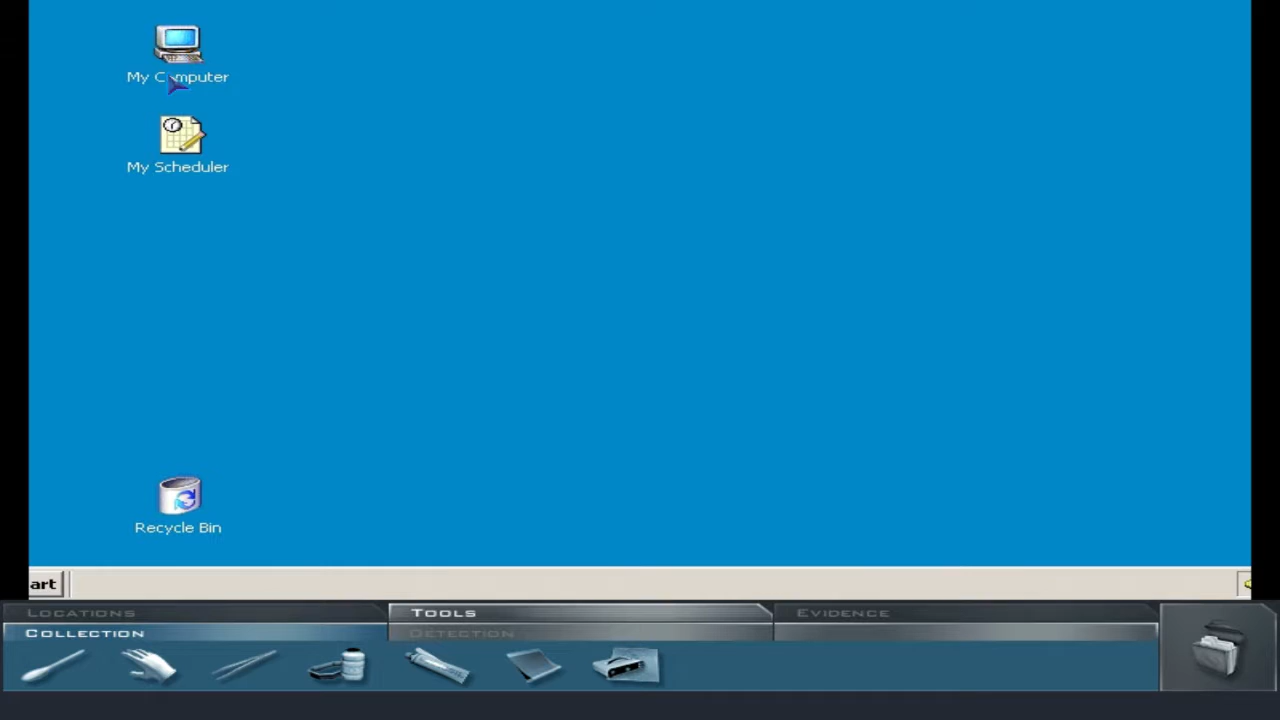 My Computer
My Scheduler
Recycle Bin
art
LOCATIONS
TOOLS
EVIDENCE
COLLECTION
DETECTION